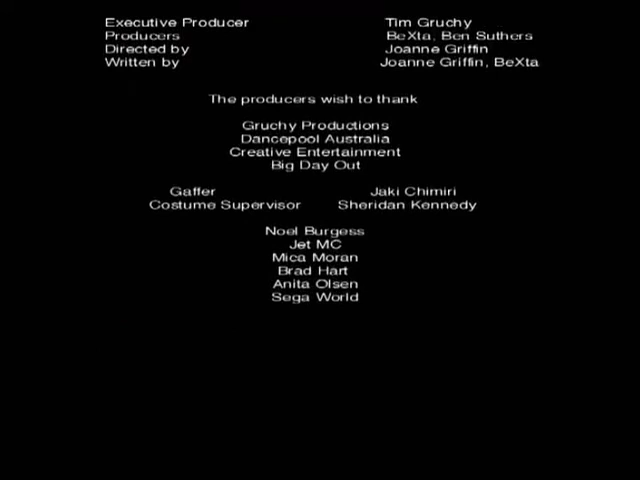 Executive Producer Tim Gruchy
Producers BeXta, Ben Suthers
Directed by Joanne Griffin
Written by Joanne Griffin, BeXta
The producers wish to thank
Gruchy Productions
Dancepool Australia
Creative Entertainment
Big Day Out
Gaffer Jaki Chimiri
Costume Supervisor Sheridan Kennedy
Noel Burgess
Jet MC
Mica Moran
Brad Hart
Anita Olsen
Sega World